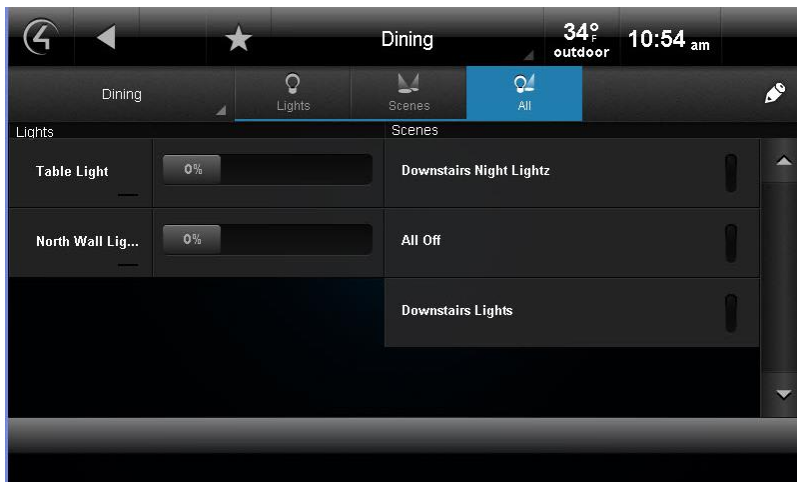 4 Dining 34°F outdoor 10:54 am
Dining Lights Scenes All
Lights Scenes
Table Light 0% Downstairs Night Lightz
North Wall Lig... 0% All Off
Downstairs Lights